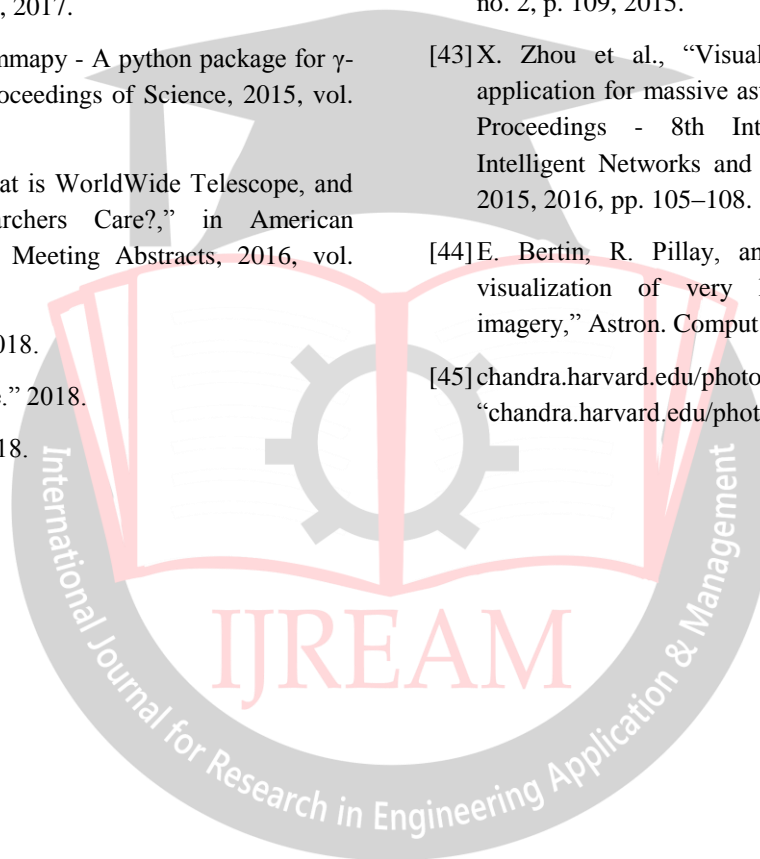 , 2017.
mmapy - A python package for γ-
oceedings of Science, 2015, vol.
at is WorldWide Telescope, and
archers Care?,” in American
Meeting Abstracts, 2016, vol.
018.
e.” 2018.
18.
no. 2, p. 109, 2015.
[43] X. Zhou et al., “Visual
application for massive as
Proceedings - 8th Int
Intelligent Networks and
2015, 2016, pp. 105–108.
[44] E. Bertin, R. Pillay, an
visualization of very l
imagery,” Astron. Comput
[45] chandra.harvard.edu/photo
“chandra.harvard.edu/phot
IJREAM
International Journal for Research in Engineering Application & Management